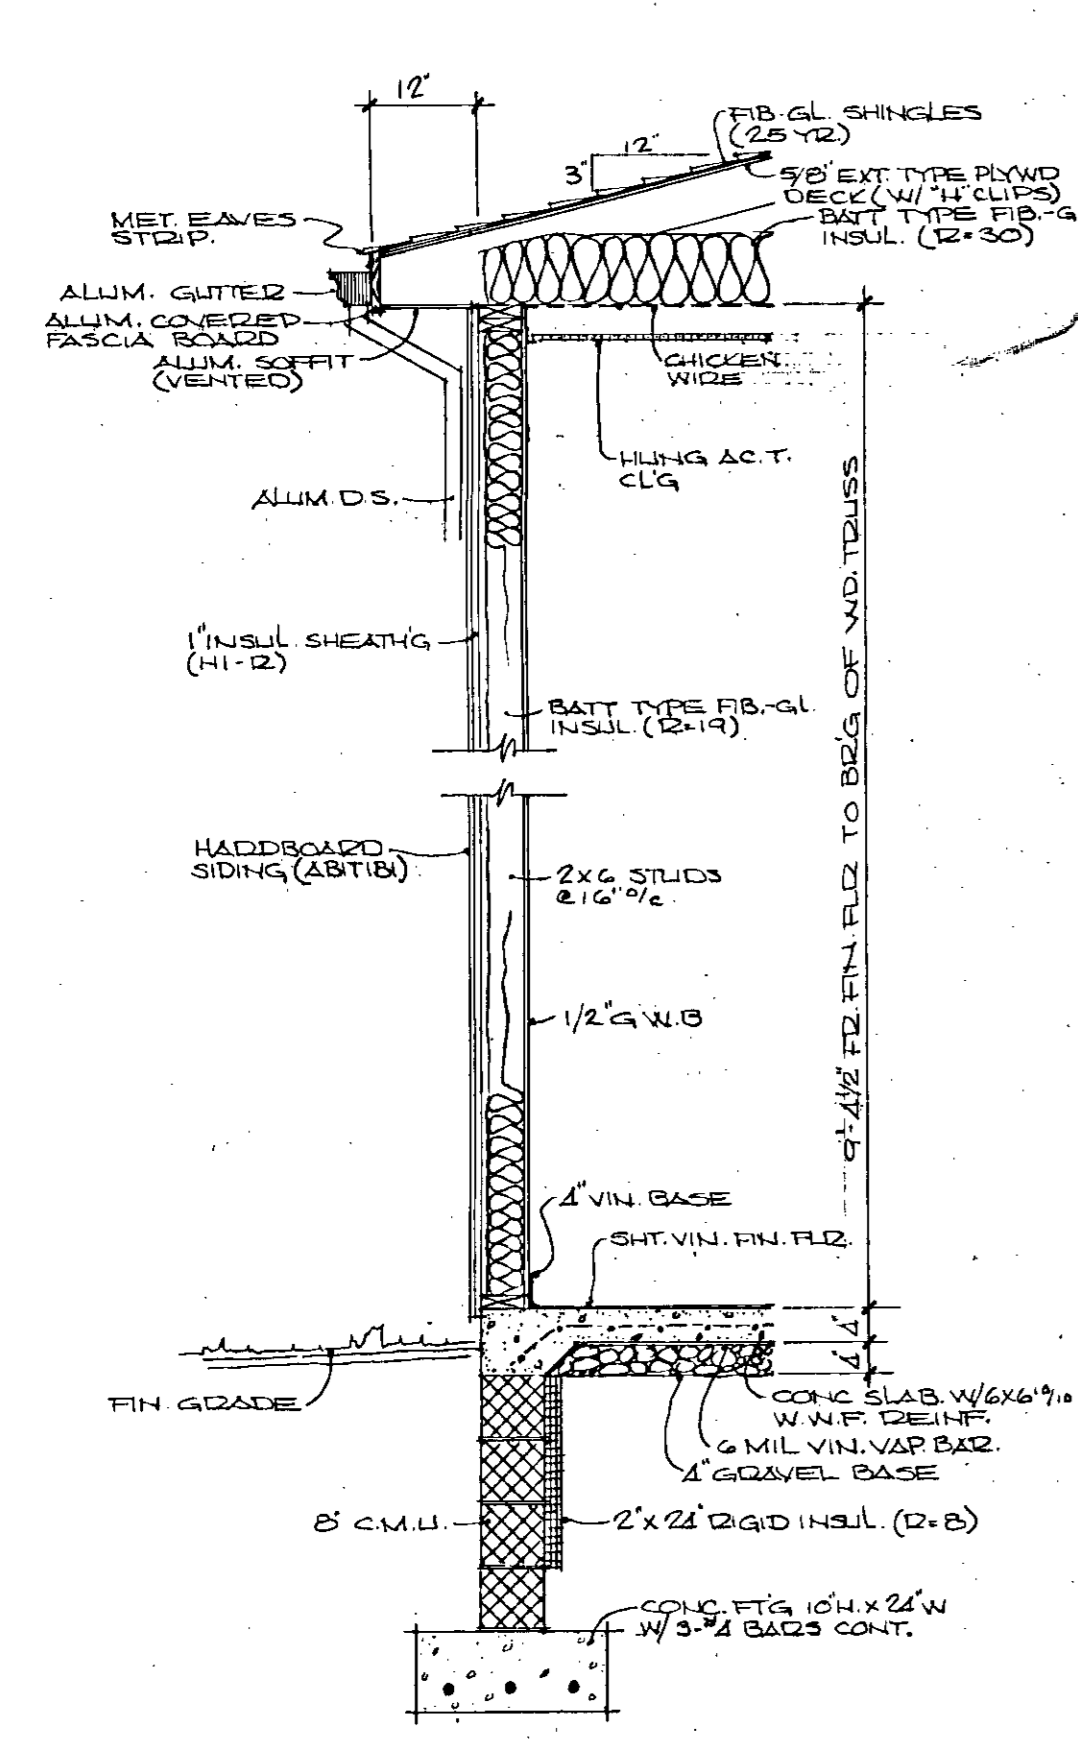 12"
FIB-GL. SHINGLES
(25 YR.)
12"
3"
5/8" EXT. TYPE PLYWD
DECK (W/ "H" CLIPS)
BATT TYPE FIB.-G
INSUL. (R=30)
MET. EAVES
STRIP.
ALUM. GUTTER
ALUM. COVERED
FASCIA BOARD
ALUM. SOFFIT
(VENTED)
CHICKEN
WIRE
HUNG AC.T.
CL'G
ALUM. D.S.
1" INSUL. SHEATH'G
(HI-R)
BATT TYPE FIB.-GL.
INSUL. (R=19)
9'-4 1/2" FR. FIN. FLR TO BR'G OF WD. TRUSS
HARDBOARD
SIDING (ABITIBI)
2x6 STUDS
@ 16" o/c.
1/2" G.W.B
4" VIN. BASE
SHT. VIN. FIN. FLR.
4"
4"
FIN. GRADE
CONC SLAB. W/6x6 10/10
W.W.F. REINF.
6 MIL VIN. VAP. BAR.
4" GRAVEL BASE
8" C.M.U.
2" x 24" RIGID INSUL. (R=8)
CONC. FT'G 10"H. x 24"W
W/ 3-#4 BARS CONT.